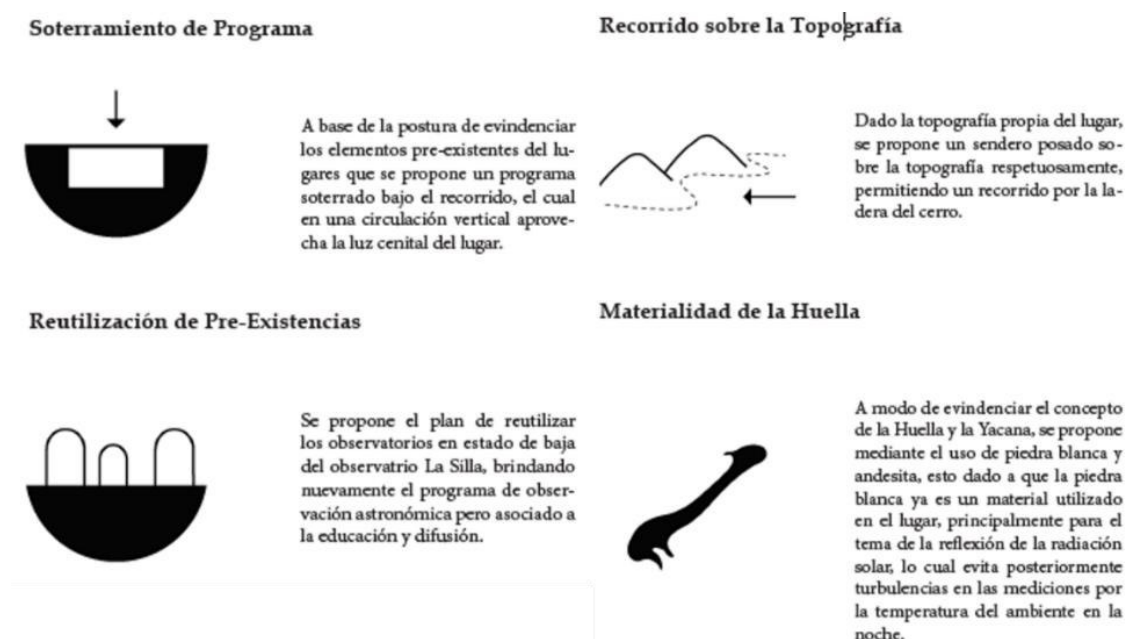 Soterramiento de Programa
A base de la postura de evindenciar
los elementos pre-existentes del lu-
gares que se propone un programa
soterrado bajo el recorrido, el cual
en una circulación vertical aprove-
cha la luz cenital del lugar.
Recorrido sobre la Topografía
Dado la topografía propia del lugar,
se propone un sendero posado so-
bre la topografía respetuosamente,
permitiendo un recorrido por la la-
dera del cerro.
Reutilización de Pre-Existencias
Se propone el plan de reutilizar
los observatorios en estado de baja
del observatrio La Silla, brindando
nuevamente el programa de obser-
vación astronómica pero asociado a
la educación y difusión.
Materialidad de la Huella
A modo de evindenciar el concepto
de la Huella y la Yacana, se propone
mediante el uso de piedra blanca y
andesita, esto dado a que la piedra
blanca ya es un material utilizado
en el lugar, principalmente para el
tema de la reflexión de la radiación
solar, lo cual evita posteriormente
turbulencias en las mediciones por
la temperatura del ambiente en la
noche.